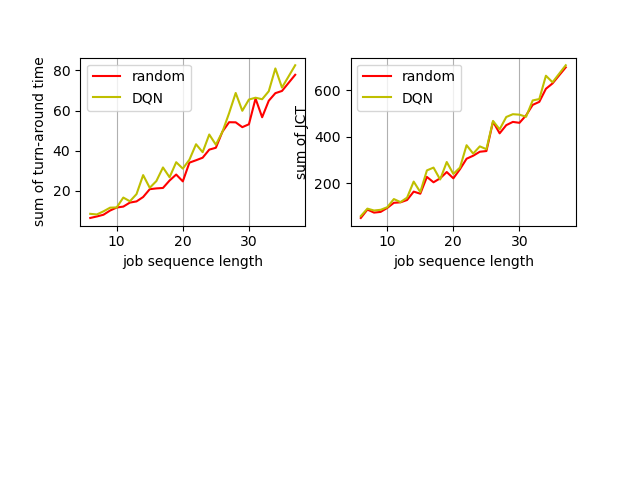 sum of turn-around time
80
60
40
20
random
DQN
10
20
30
job sequence length
sum of JCT
600
400
200
random
DQN
10
20
30
job sequence length